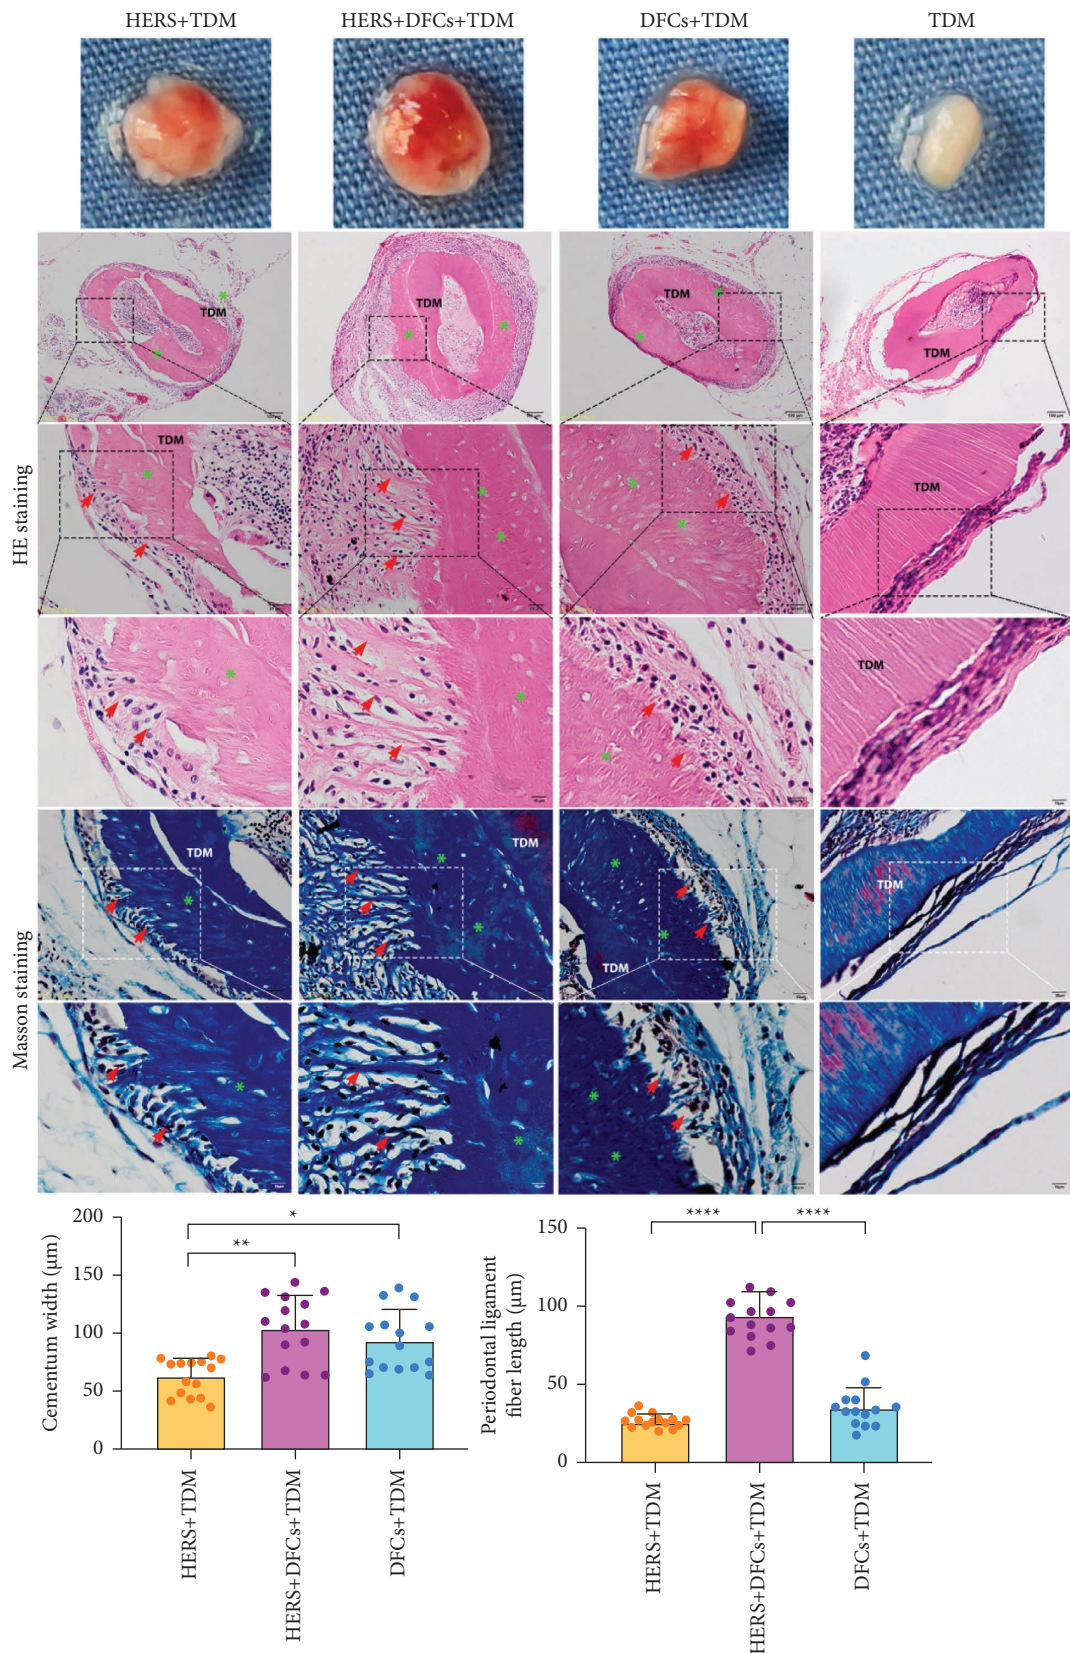 HERS+TDM HERS+DFCs+TDM DFCs+TDM TDM
TDM TDM TDM TDM
100 μm
HE staining
TDM TDM
TDM
Masson staining
TDM TDM TDM TDM
Cementum width (μm)
200
150
100
50
0
*
**
HERS+TDM
HERS+DFCs+TDM
DFCs+TDM
Periodontal ligament
fiber length (μm)
150
100
50
0
**** ****
HERS+TDM
HERS+DFCs+TDM
DFCs+TDM